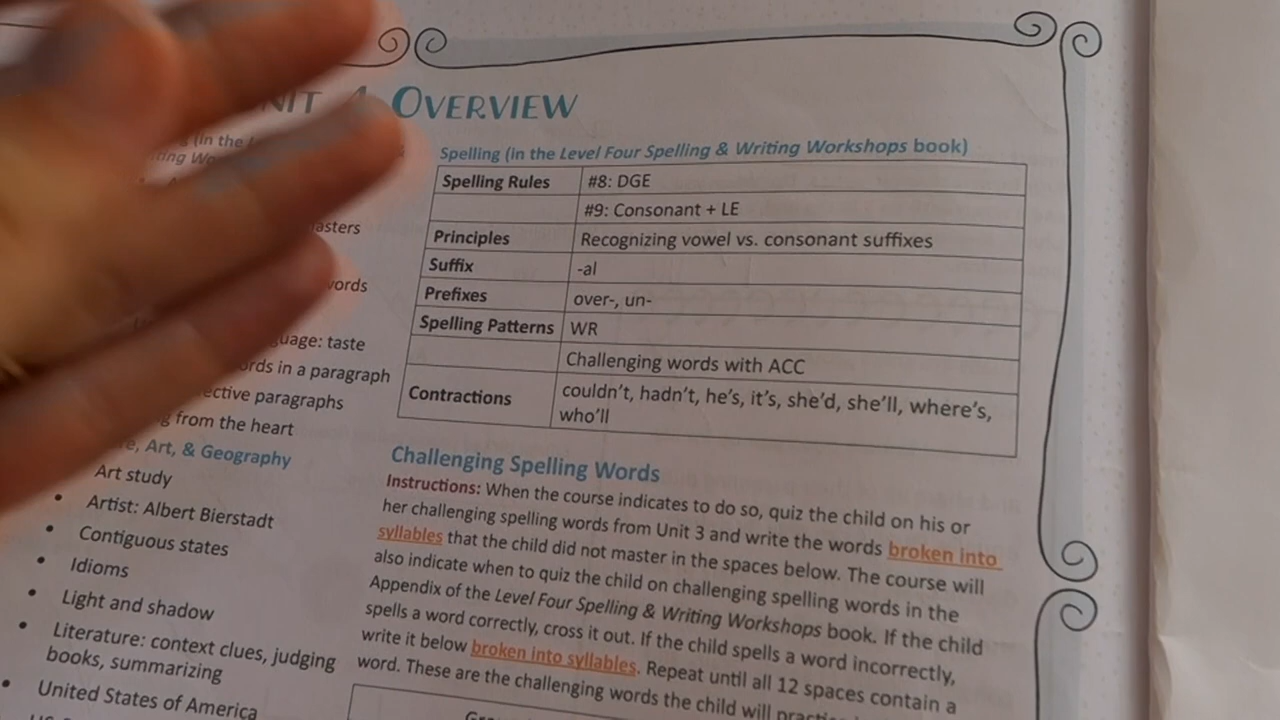 NIT 4 OVERVIEW
(in the
asters
words
uage: taste
ords in a paragraph
ective paragraphs
g from the heart
e, Art, & Geography
Art study
• Artist: Albert Bierstadt
• Contiguous states
• Idioms
• Light and shadow
• Literature: context clues, judging
books, summarizing
• United States of America
Spelling (in the Level Four Spelling & Writing Workshops book)
Spelling Rules #8: DGE
#9: Consonant + LE
Principles Recognizing vowel vs. consonant suffixes
Suffix -al
Prefixes over-, un-
Spelling Patterns WR
Challenging words with ACC
Contractions couldn't, hadn't, he's, it's, she'd, she'll, where's,
who'll
Challenging Spelling Words
Instructions: When the course indicates to do so, quiz the child on his or
her challenging spelling words from Unit 3 and write the words broken into
syllables that the child did not master in the spaces below. The course will
also indicate when to quiz the child on challenging spelling words in the
Appendix of the Level Four Spelling & Writing Workshops book. If the child
spells a word correctly, cross it out. If the child spells a word incorrectly,
write it below broken into syllables. Repeat until all 12 spaces contain a
word. These are the challenging words the child will